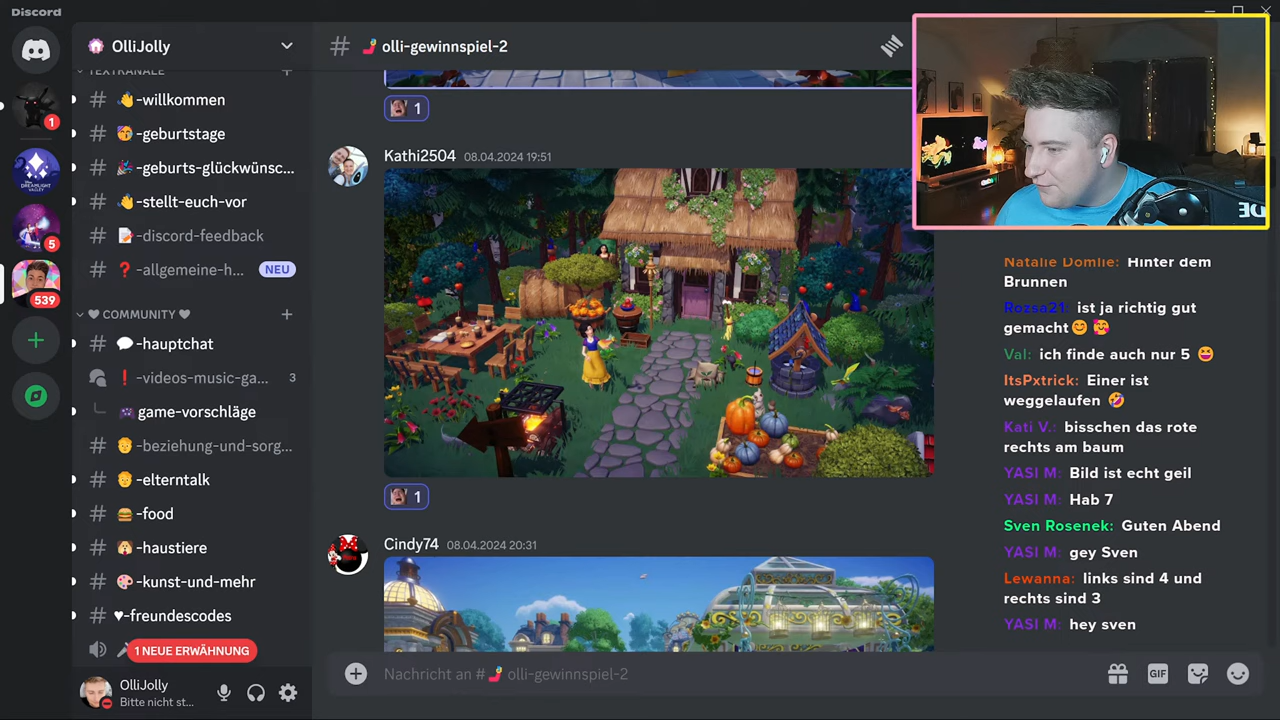 Discord
OlliJolly
# olli-gewinnspiel-2
TEXTKANÄLE
-willkommen
-geburtstage
-geburts-glückwünsc...
-stellt-euch-vor
-discord-feedback
-allgemeine-h...
NEU
COMMUNITY
-hauptchat
-videos-music-ga...
3
game-vorschläge
-beziehung-und-sorg...
-elterntalk
-food
-haustiere
-kunst-und-mehr
-freundescodes
1 NEUE ERWÄHNUNG
OlliJolly
Bitte nicht st...
1
5
539
1
Kathi2504 08.04.2024 19:51
1
Cindy74 08.04.2024 20:31
Nachricht an # olli-gewinnspiel-2
GIF
Natalie Domlie: Hinter dem
Brunnen
Rozsa21: ist ja richtig gut
gemacht
Val: ich finde auch nur 5
ItsPxtrick: Einer ist
weggelaufen
Kati V.: bisschen das rote
rechts am baum
YASI M: Bild ist echt geil
YASI M: Hab 7
Sven Rosenek: Guten Abend
YASI M: gey Sven
Lewanna: links sind 4 und
rechts sind 3
YASI M: hey sven